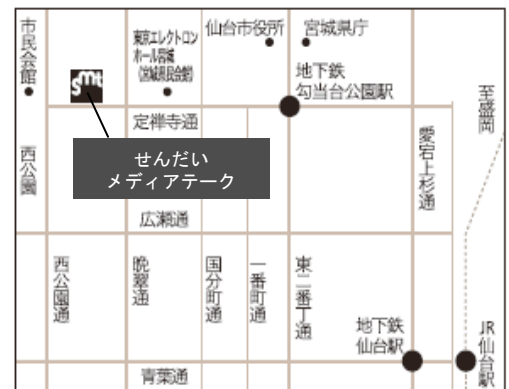 市民会館
smt
東京エレクトロン
ホール宮城
(宮城県民会館)
仙台市役所
宮城県庁
地下鉄
勾当台公園駅
至盛岡
定禅寺通
西公園
せんだい
メディアテーク
愛宕上杉通
広瀬通
西公園通
晩翠通
国分町通
一番町通
東二番丁通
地下鉄
仙台駅
JR仙台駅
青葉通